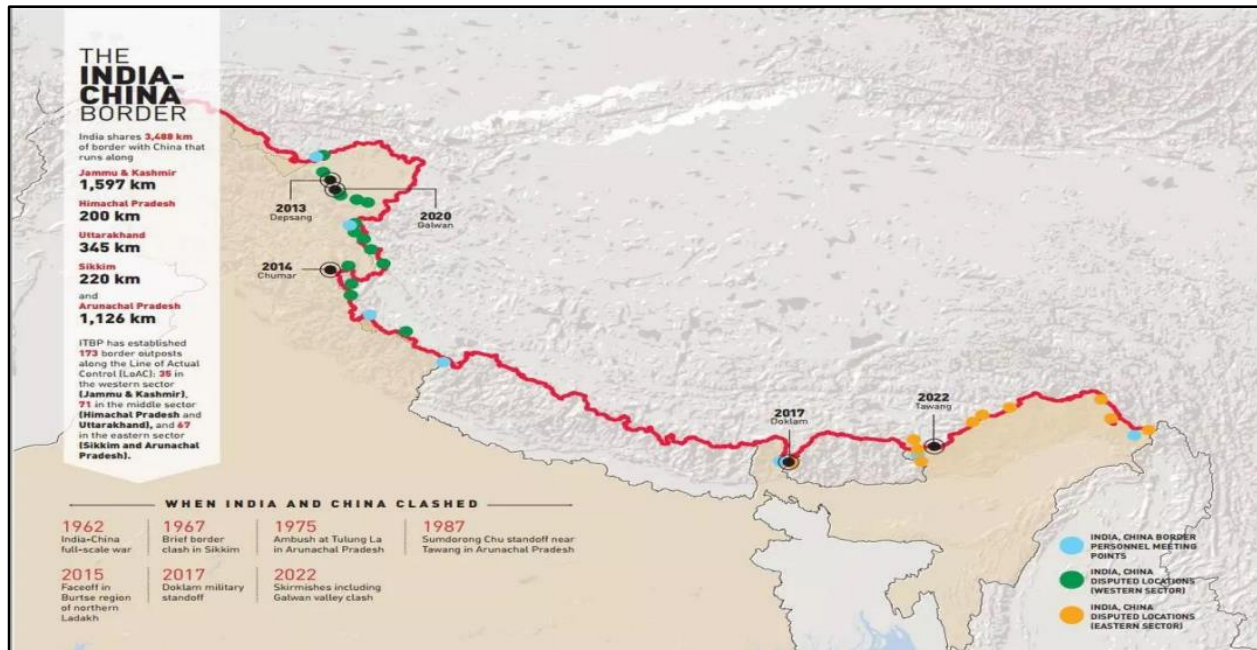 THE
INDIA-
CHINA
BORDER
India shares 3,488 km
of border with China that
runs along
Jammu & Kashmir
1,597 km
Himachal Pradesh
200 km
Uttarakhand
345 km
Sikkim
220 km
and
Arunachal Pradesh
1,126 km
ITBP has established
173 border outposts
along the Line of Actual
Control (LoAC): 35 in
the western sector
(Jammu & Kashmir),
71 in the middle sector
(Himachal Pradesh and
Uttarakhand), and 67
in the eastern sector
(Sikkim and Arunachal
Pradesh).
2013
Depsang
2020
Galwan
2014
Chumar
2017
Doklam
2022
Tawang
WHEN INDIA AND CHINA CLASHED
1962
India-China
full-scale war
1967
Brief border
clash in Sikkim
1975
Ambush at Tulung La
in Arunachal Pradesh
1987
Sumdorong Chu standoff near
Tawang in Arunachal Pradesh
2015
Faceoff in
Burtse region
of northern
Ladakh
2017
Doklam military
standoff
2022
Skirmishes including
Galwan valley clash
INDIA, CHINA BORDER
PERSONNEL MEETING
POINTS
INDIA, CHINA
DISPUTED LOCATIONS
(WESTERN SECTOR)
INDIA, CHINA
DISPUTED LOCATIONS
(EASTERN SECTOR)